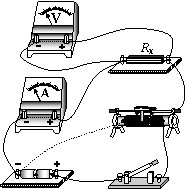 V
- +
Rx
A
- +
- +